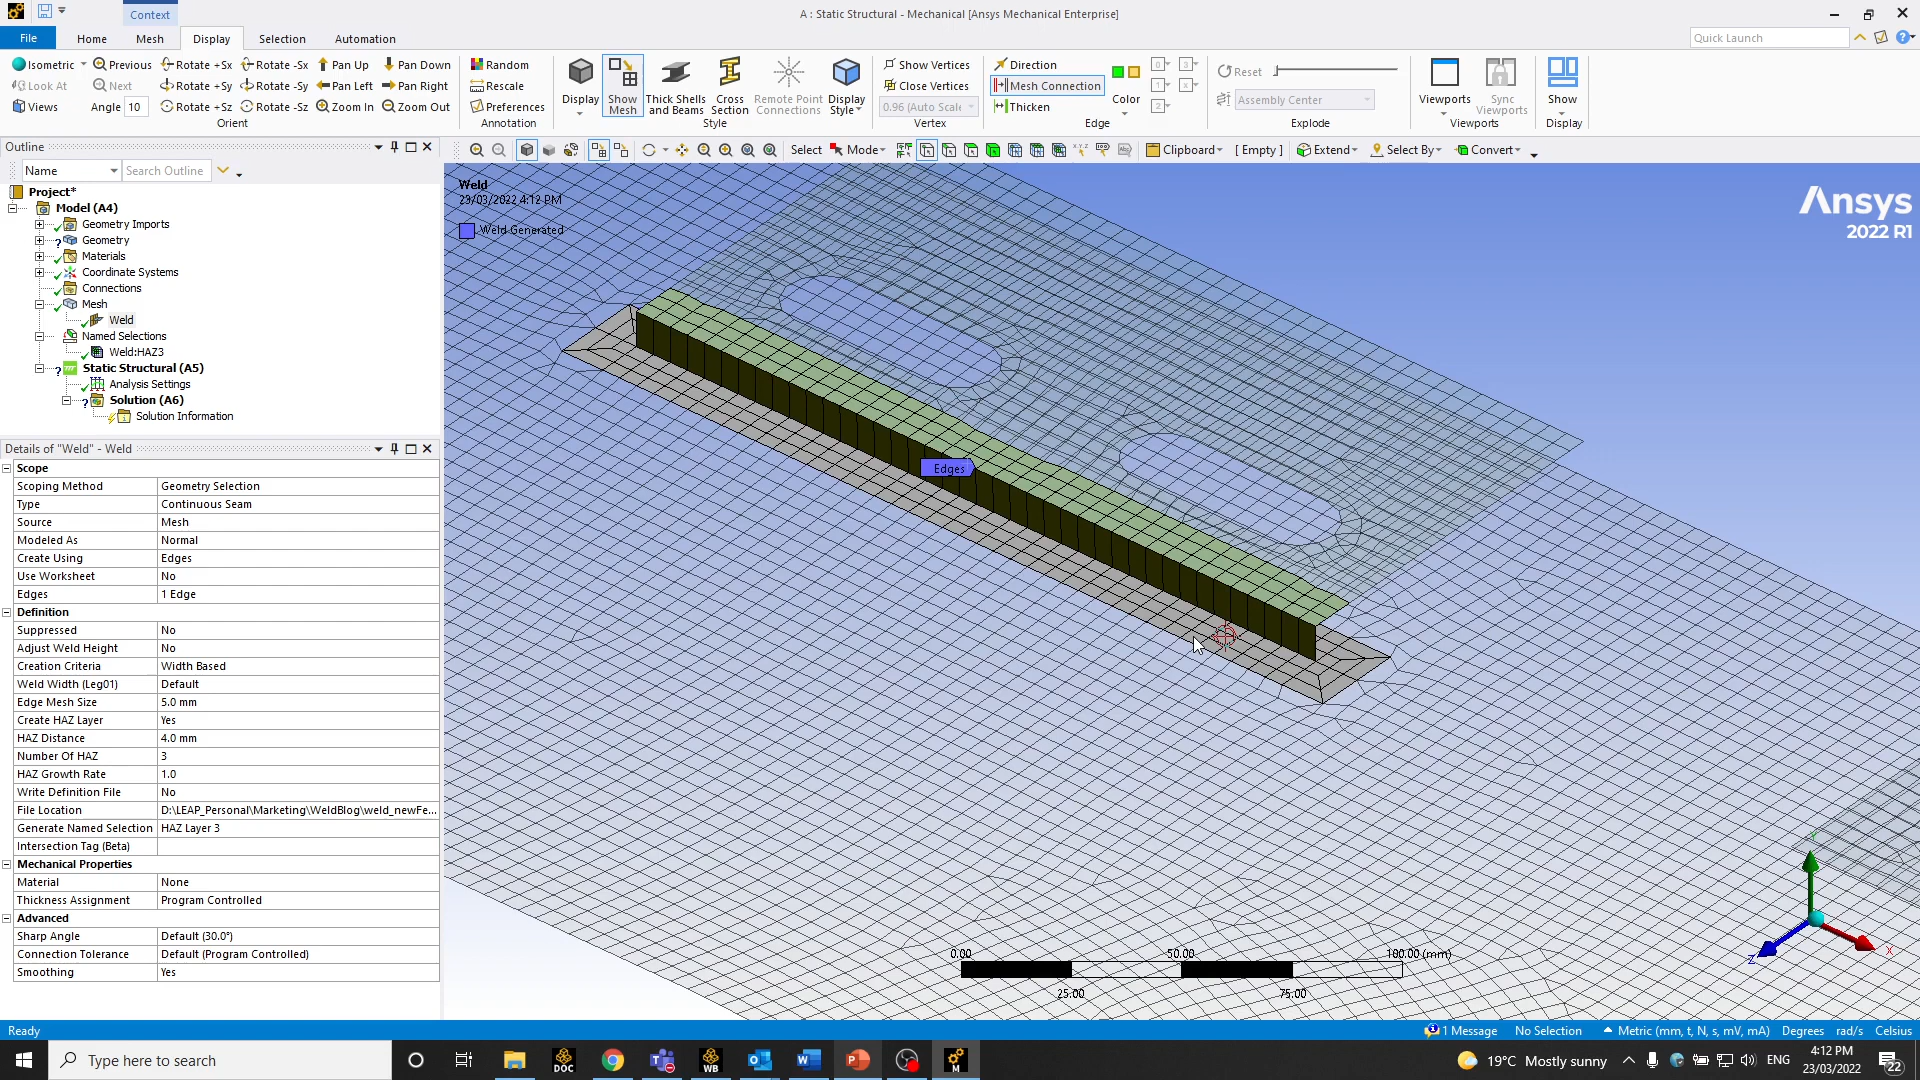 Context
A : Static Structural - Mechanical [Ansys Mechanical Enterprise]
File
Home
Mesh
Display
Selection
Automation
Quick Launch
Isometric
Previous
Rotate +Sx
Rotate -Sx
Pan Up
Pan Down
Look At
Next
Rotate +Sy
Rotate -Sy
Pan Left
Pan Right
Views
Angle 10
Rotate +Sz
Rotate -Sz
Zoom In
Zoom Out
Orient
Random
Rescale
Preferences
Annotation
Display
Show Mesh
Thick Shells and Beams
Cross Section
Remote Point Connections
Display Style
Style
Show Vertices
Close Vertices
0.96 (Auto Scale
Vertex
Direction
Mesh Connection
Thicken
Color
Edge
Reset
Assembly Center
Explode
Viewports
Sync Viewports
Viewports
Show
Display
Outline
Name
Search Outline
Select
Mode
Clipboard
[ Empty ]
Extend
Select By
Convert
Project*
Model (A4)
Geometry Imports
Geometry
Materials
Coordinate Systems
Connections
Mesh
Weld
Named Selections
Weld:HAZ3
Static Structural (A5)
Analysis Settings
Solution (A6)
Solution Information
Details of "Weld" - Weld
Scope
Scoping Method Geometry Selection
Type Continuous Seam
Source Mesh
Modeled As Normal
Create Using Edges
Use Worksheet No
Edges 1 Edge
Definition
Suppressed No
Adjust Weld Height No
Creation Criteria Width Based
Weld Width (Leg01) Default
Edge Mesh Size 5.0 mm
Create HAZ Layer Yes
HAZ Distance 4.0 mm
Number Of HAZ 3
HAZ Growth Rate 1.0
Write Definition File No
File Location D:\LEAP_Personal\Marketing\WeldBlog\weld_newFe...
Generate Named Selection HAZ Layer 3
Intersection Tag (Beta)
Mechanical Properties
Material None
Thickness Assignment Program Controlled
Advanced
Sharp Angle Default (30.0°)
Connection Tolerance Default (Program Controlled)
Smoothing Yes
Weld
23/03/2022 4:12 PM
Weld Generated
Ansys
2022 R1
Edges
0.00
50.00
100.00 (mm)
25.00
75.00
Y
Z
X
Ready
1 Message
No Selection
Metric (mm, t, N, s, mV, mA)
Degrees
rad/s
Celsius
Type here to search
DOC
WB
M
19°C Mostly sunny
ENG
4:12 PM
23/03/2022
22